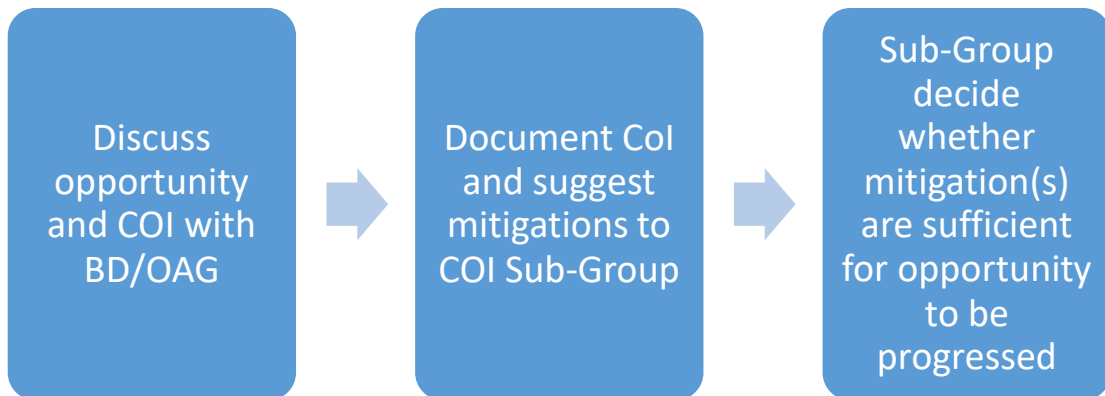 Discuss
opportunity
and COI with
BD/OAG
Document CoI
and suggest
mitigations to
COI Sub-Group
Sub-Group
decide
whether
mitigation(s)
are sufficient
for opportunity
to be
progressed